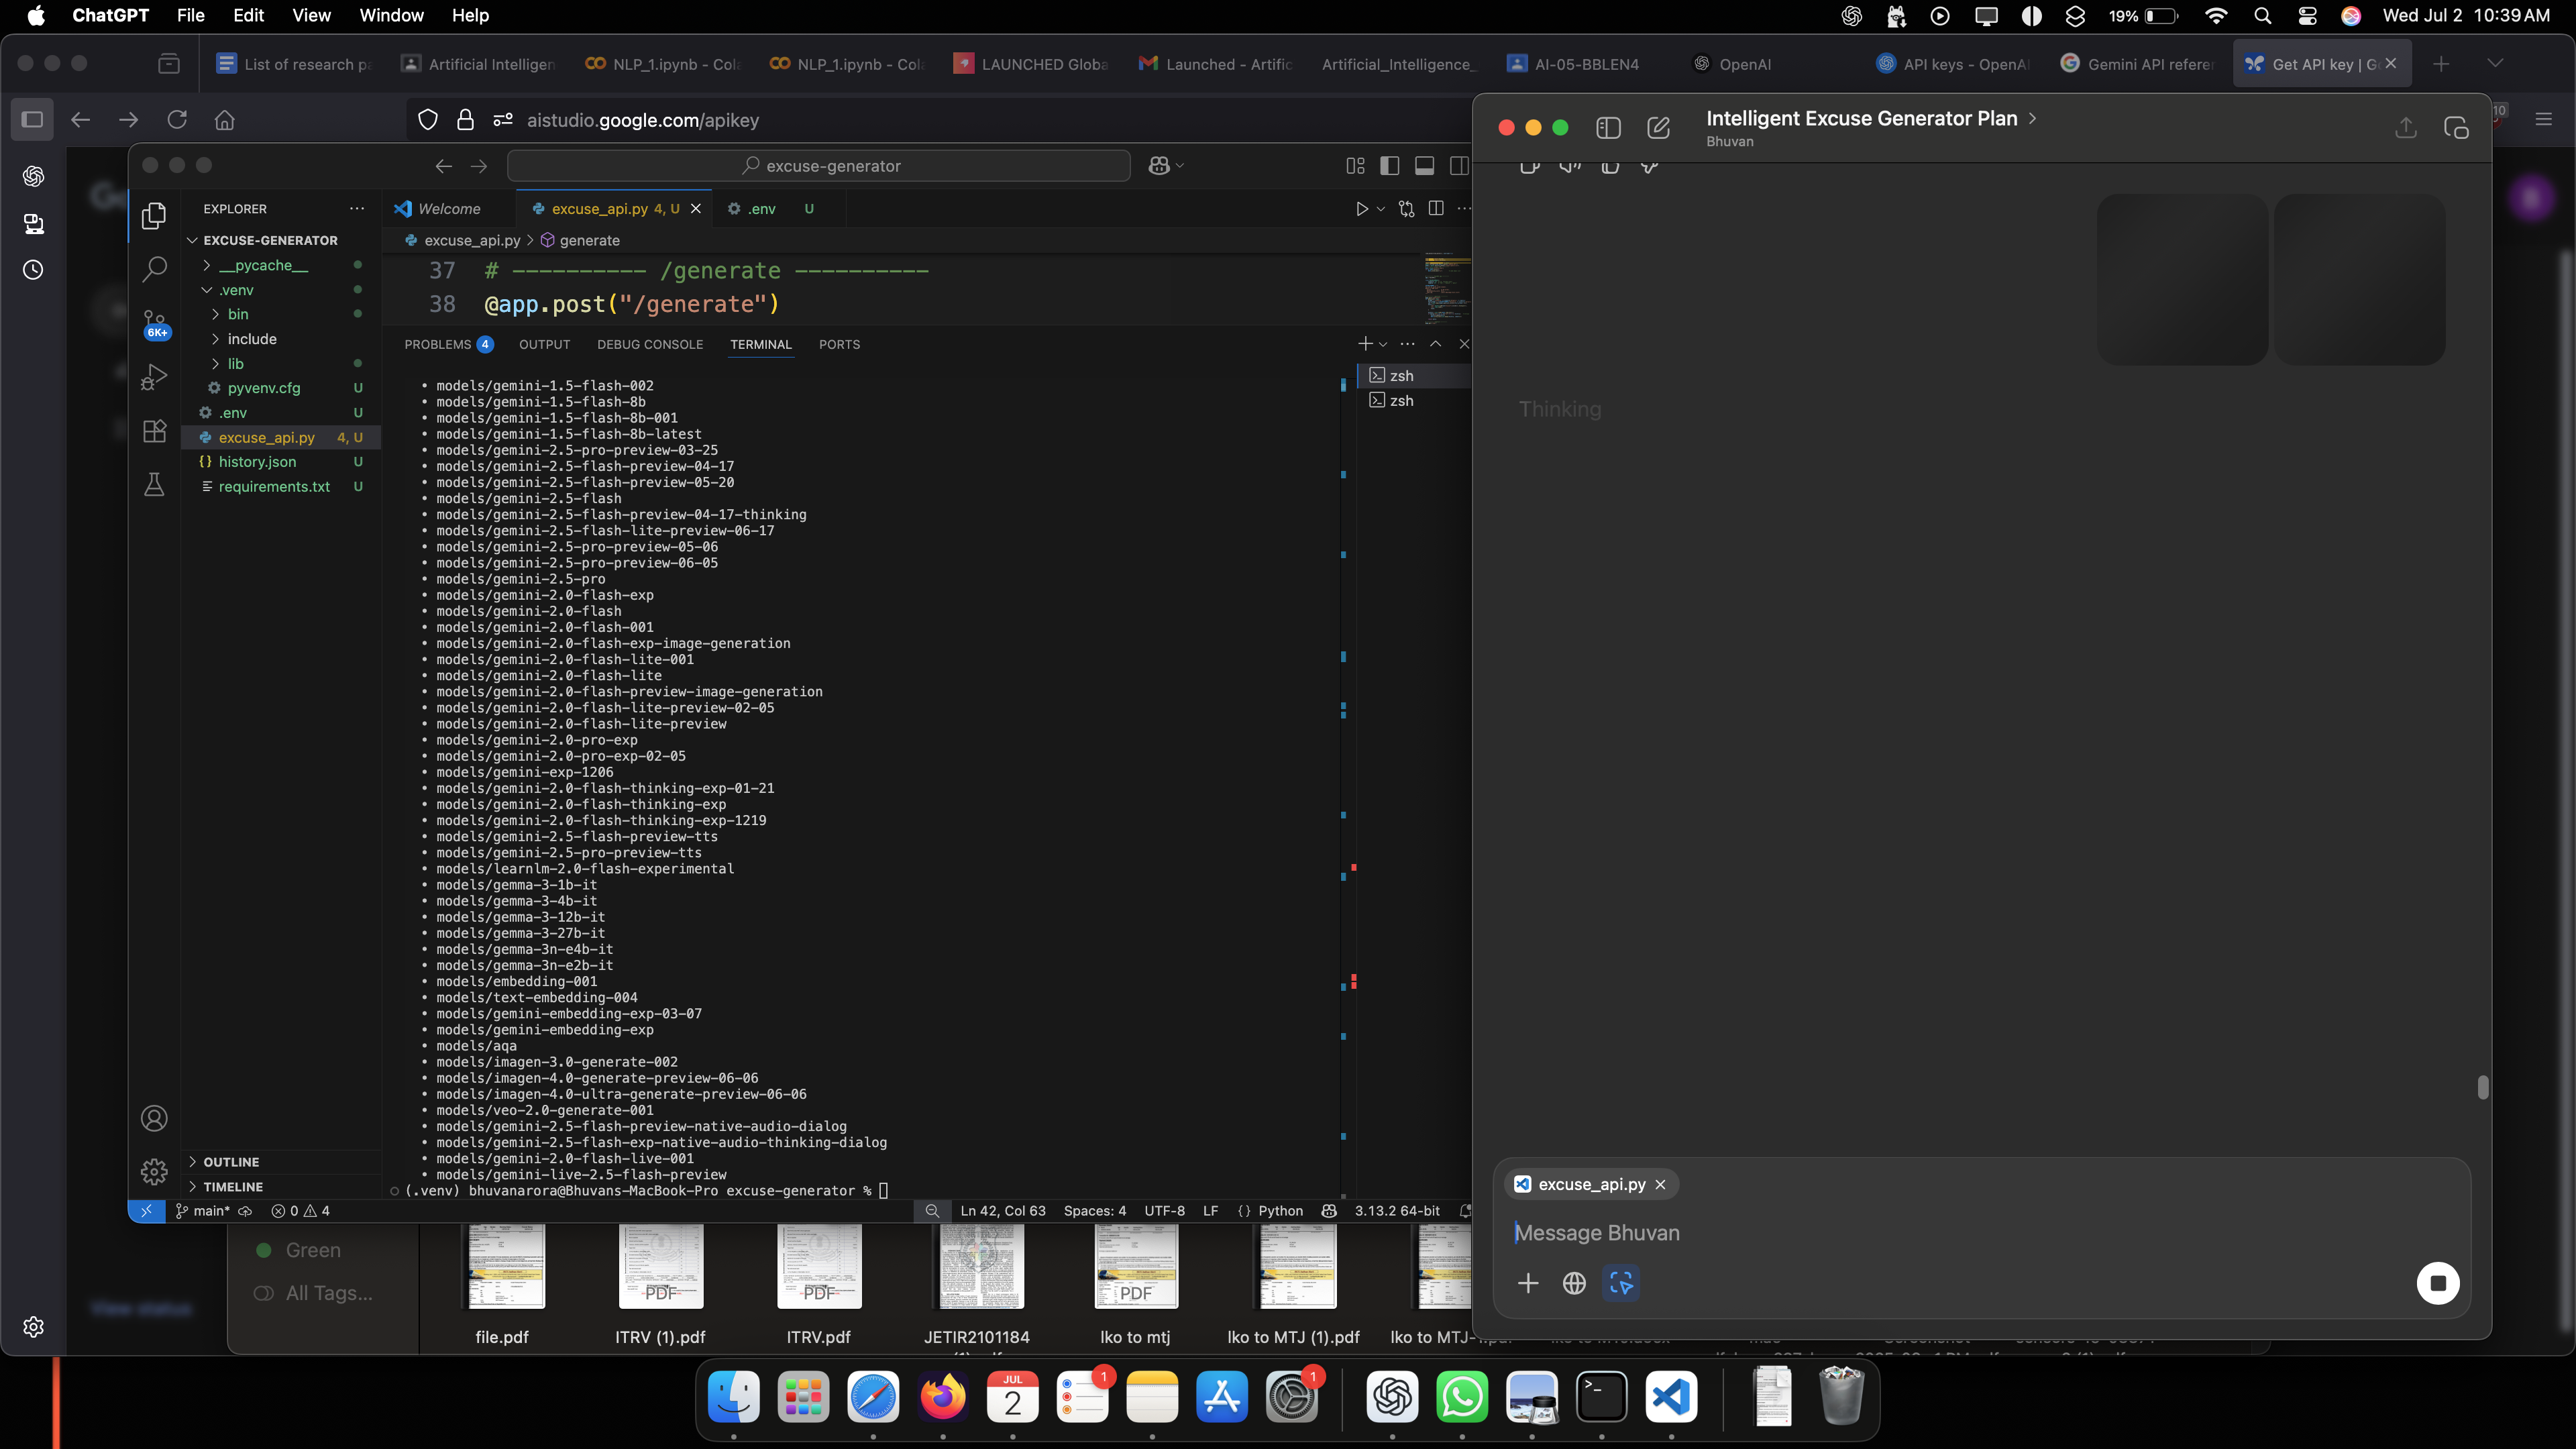 ChatGPT File Edit View Window Help
19% Wed Jul 2 10:39 AM
List of research pa
Artificial Intelligen
NLP_1.ipynb - Col
NLP_1.ipynb - Col
LAUNCHED Globa
Launched - Artific
Artificial_Intelligence_
AI-05-BBLEN4
OpenAI
API keys - OpenA
Gemini API referen
Get API key | G
aistudio.google.com/apikey
excuse-generator
EXPLORER
EXCUSE-GENERATOR
__pycache__
.venv
bin
include
lib
pyvenv.cfg U
.env U
excuse_api.py 4, U
history.json U
requirements.txt U
6K+
OUTLINE
TIMELINE
Welcome
excuse_api.py 4, U
.env U
excuse_api.py > generate
37 # ---------- /generate ----------
38 @app.post("/generate")
PROBLEMS 4 OUTPUT DEBUG CONSOLE TERMINAL PORTS
• models/gemini-1.5-flash-002
• models/gemini-1.5-flash-8b
• models/gemini-1.5-flash-8b-001
• models/gemini-1.5-flash-8b-latest
• models/gemini-2.5-pro-preview-03-25
• models/gemini-2.5-flash-preview-04-17
• models/gemini-2.5-flash-preview-05-20
• models/gemini-2.5-flash
• models/gemini-2.5-flash-preview-04-17-thinking
• models/gemini-2.5-flash-lite-preview-06-17
• models/gemini-2.5-pro-preview-05-06
• models/gemini-2.5-pro-preview-06-05
• models/gemini-2.5-pro
• models/gemini-2.0-flash-exp
• models/gemini-2.0-flash
• models/gemini-2.0-flash-001
• models/gemini-2.0-flash-exp-image-generation
• models/gemini-2.0-flash-lite-001
• models/gemini-2.0-flash-lite
• models/gemini-2.0-flash-preview-image-generation
• models/gemini-2.0-flash-lite-preview-02-05
• models/gemini-2.0-flash-lite-preview
• models/gemini-2.0-pro-exp
• models/gemini-2.0-pro-exp-02-05
• models/gemini-exp-1206
• models/gemini-2.0-flash-thinking-exp-01-21
• models/gemini-2.0-flash-thinking-exp
• models/gemini-2.0-flash-thinking-exp-1219
• models/gemini-2.5-flash-preview-tts
• models/gemini-2.5-pro-preview-tts
• models/learnlm-2.0-flash-experimental
• models/gemma-3-1b-it
• models/gemma-3-4b-it
• models/gemma-3-12b-it
• models/gemma-3-27b-it
• models/gemma-3n-e4b-it
• models/gemma-3n-e2b-it
• models/embedding-001
• models/text-embedding-004
• models/gemini-embedding-exp-03-07
• models/gemini-embedding-exp
• models/aqa
• models/imagen-3.0-generate-002
• models/imagen-4.0-generate-preview-06-06
• models/imagen-4.0-ultra-generate-preview-06-06
• models/veo-2.0-generate-001
• models/gemini-2.5-flash-preview-native-audio-dialog
• models/gemini-2.5-flash-exp-native-audio-thinking-dialog
• models/gemini-2.0-flash-live-001
• models/gemini-live-2.5-flash-preview
(.venv) bhuvanarora@Bhuvans-MacBook-Pro excuse-generator %
zsh
zsh
main* 0 4 Ln 42, Col 63 Spaces: 4 UTF-8 LF {} Python 3.13.2 64-bit
Intelligent Excuse Generator Plan >
Bhuvan
Thinking
excuse_api.py
Message Bhuvan
10
View status
Green
All Tags...
PDF
PDF
PDF
file.pdf
ITRV (1).pdf
ITRV.pdf
JETIR2101184
lko to mtj
lko to MTJ (1).pdf
JUL
2
1
1